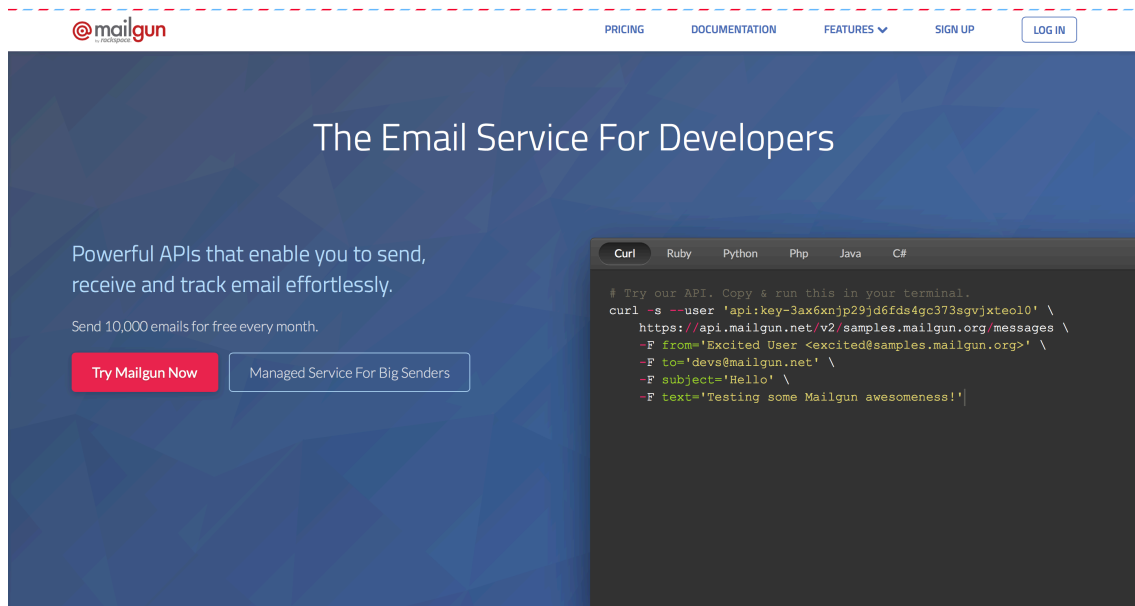 @mailgun
by rackspace
PRICING
DOCUMENTATION
FEATURES
SIGN UP
LOG IN
The Email Service For Developers
Powerful APIs that enable you to send,
receive and track email effortlessly.
Send 10,000 emails for free every month.
Try Mailgun Now
Managed Service For Big Senders
Curl
Ruby
Python
Php
Java
C#
# Try our API. Copy & run this in your terminal.
curl -s --user 'api:key-3ax6xnjp29jd6fds4gc373sgvjxteol0' \
    https://api.mailgun.net/v2/samples.mailgun.org/messages \
    -F from='Excited User <excited@samples.mailgun.org>' \
    -F to='devs@mailgun.net' \
    -F subject='Hello' \
    -F text='Testing some Mailgun awesomeness!'